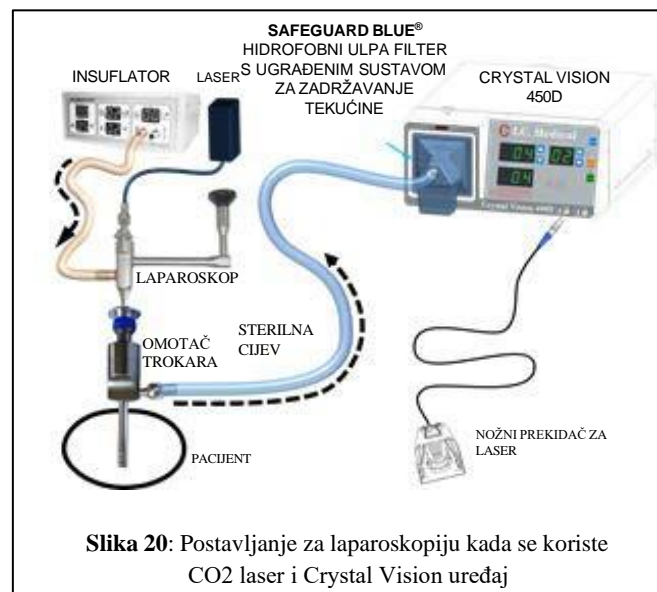 SAFEGUARD BLUE®
HIDROFOBNI ULPA FILTER
S UGRAĐENIM SUSTAVOM
ZA ZADRŽAVANJE
TEKUĆINE
INSUFLATOR
LASER
CRYSTAL VISION
450D
LAPAROSKOP
OMOTAČ
TROKARA
STERILNA
CIJEV
PACIJENT
NOŽNI PREKIDAČ ZA
LASER
Slika 20: Postavljanje za laparoskopiju kada se koriste
CO2 laser i Crystal Vision uređaj